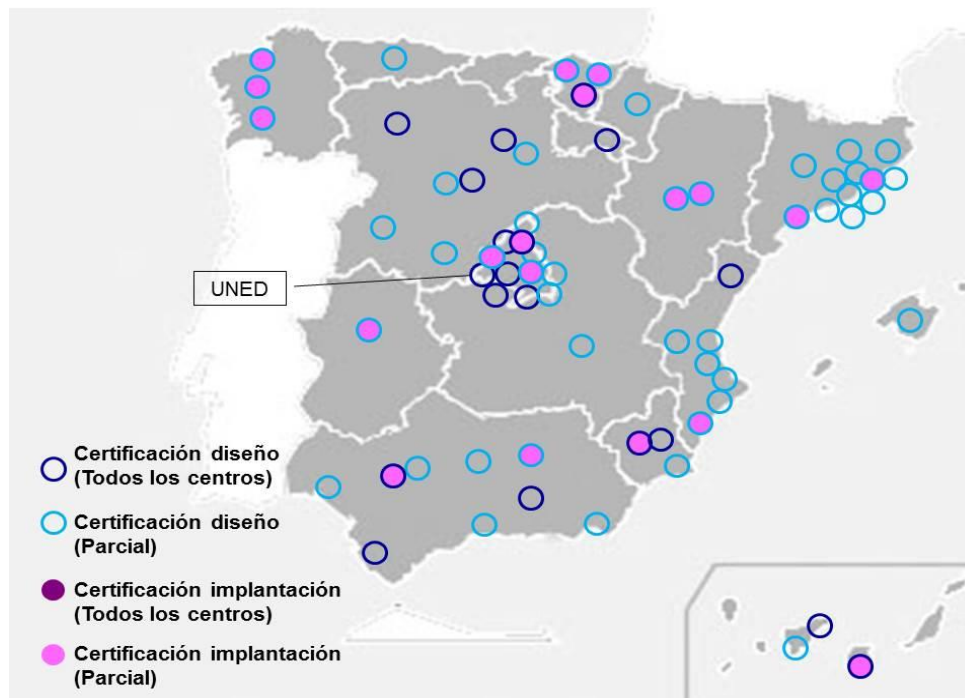 UNED
Certificación diseño
(Todos los centros)
Certificación diseño
(Parcial)
Certificación implantación
(Todos los centros)
Certificación implantación
(Parcial)